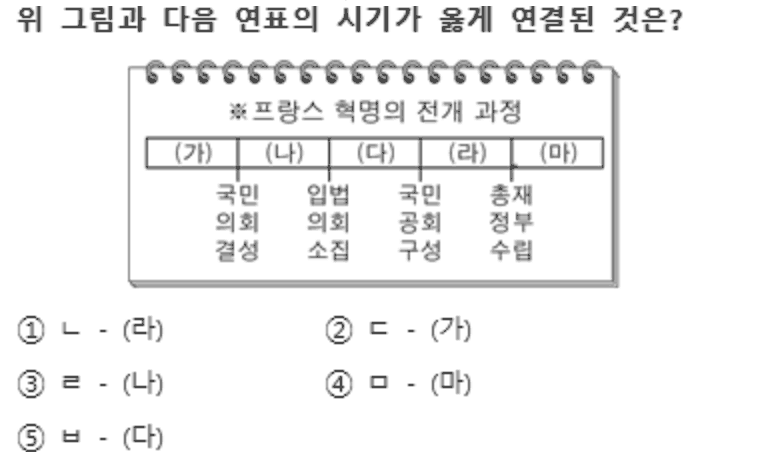 위 그림과 다음 연표의 시기가 옳게 연결된 것은?
※프랑스 혁명의 전개 과정
(가) (나) (다) (라) (마)
국민 입법 국민 총재
의회 의회 공회 정부
결성 소집 구성 수립
① ㄴ - (라) ② ㄷ - (가)
③ ㄹ - (나) ④ ㅁ - (마)
⑤ ㅂ - (다)